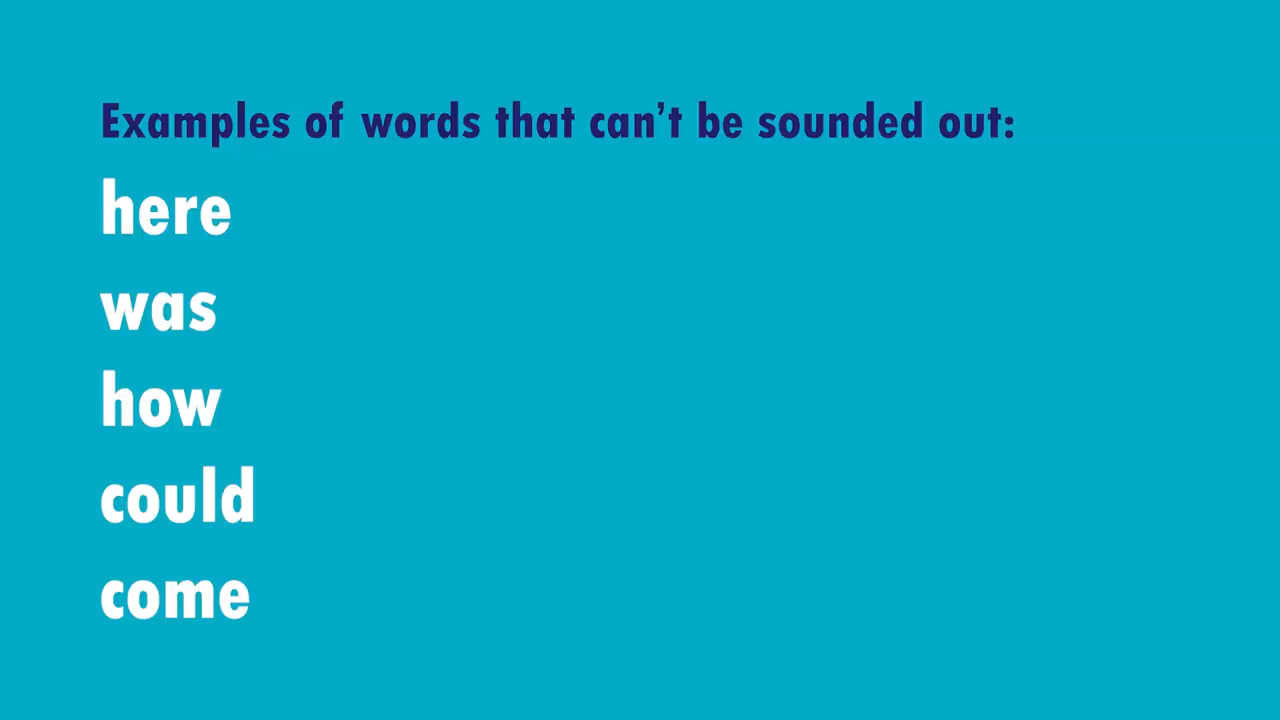 Examples of words that can’t be sounded out:
here
was
how
could
come